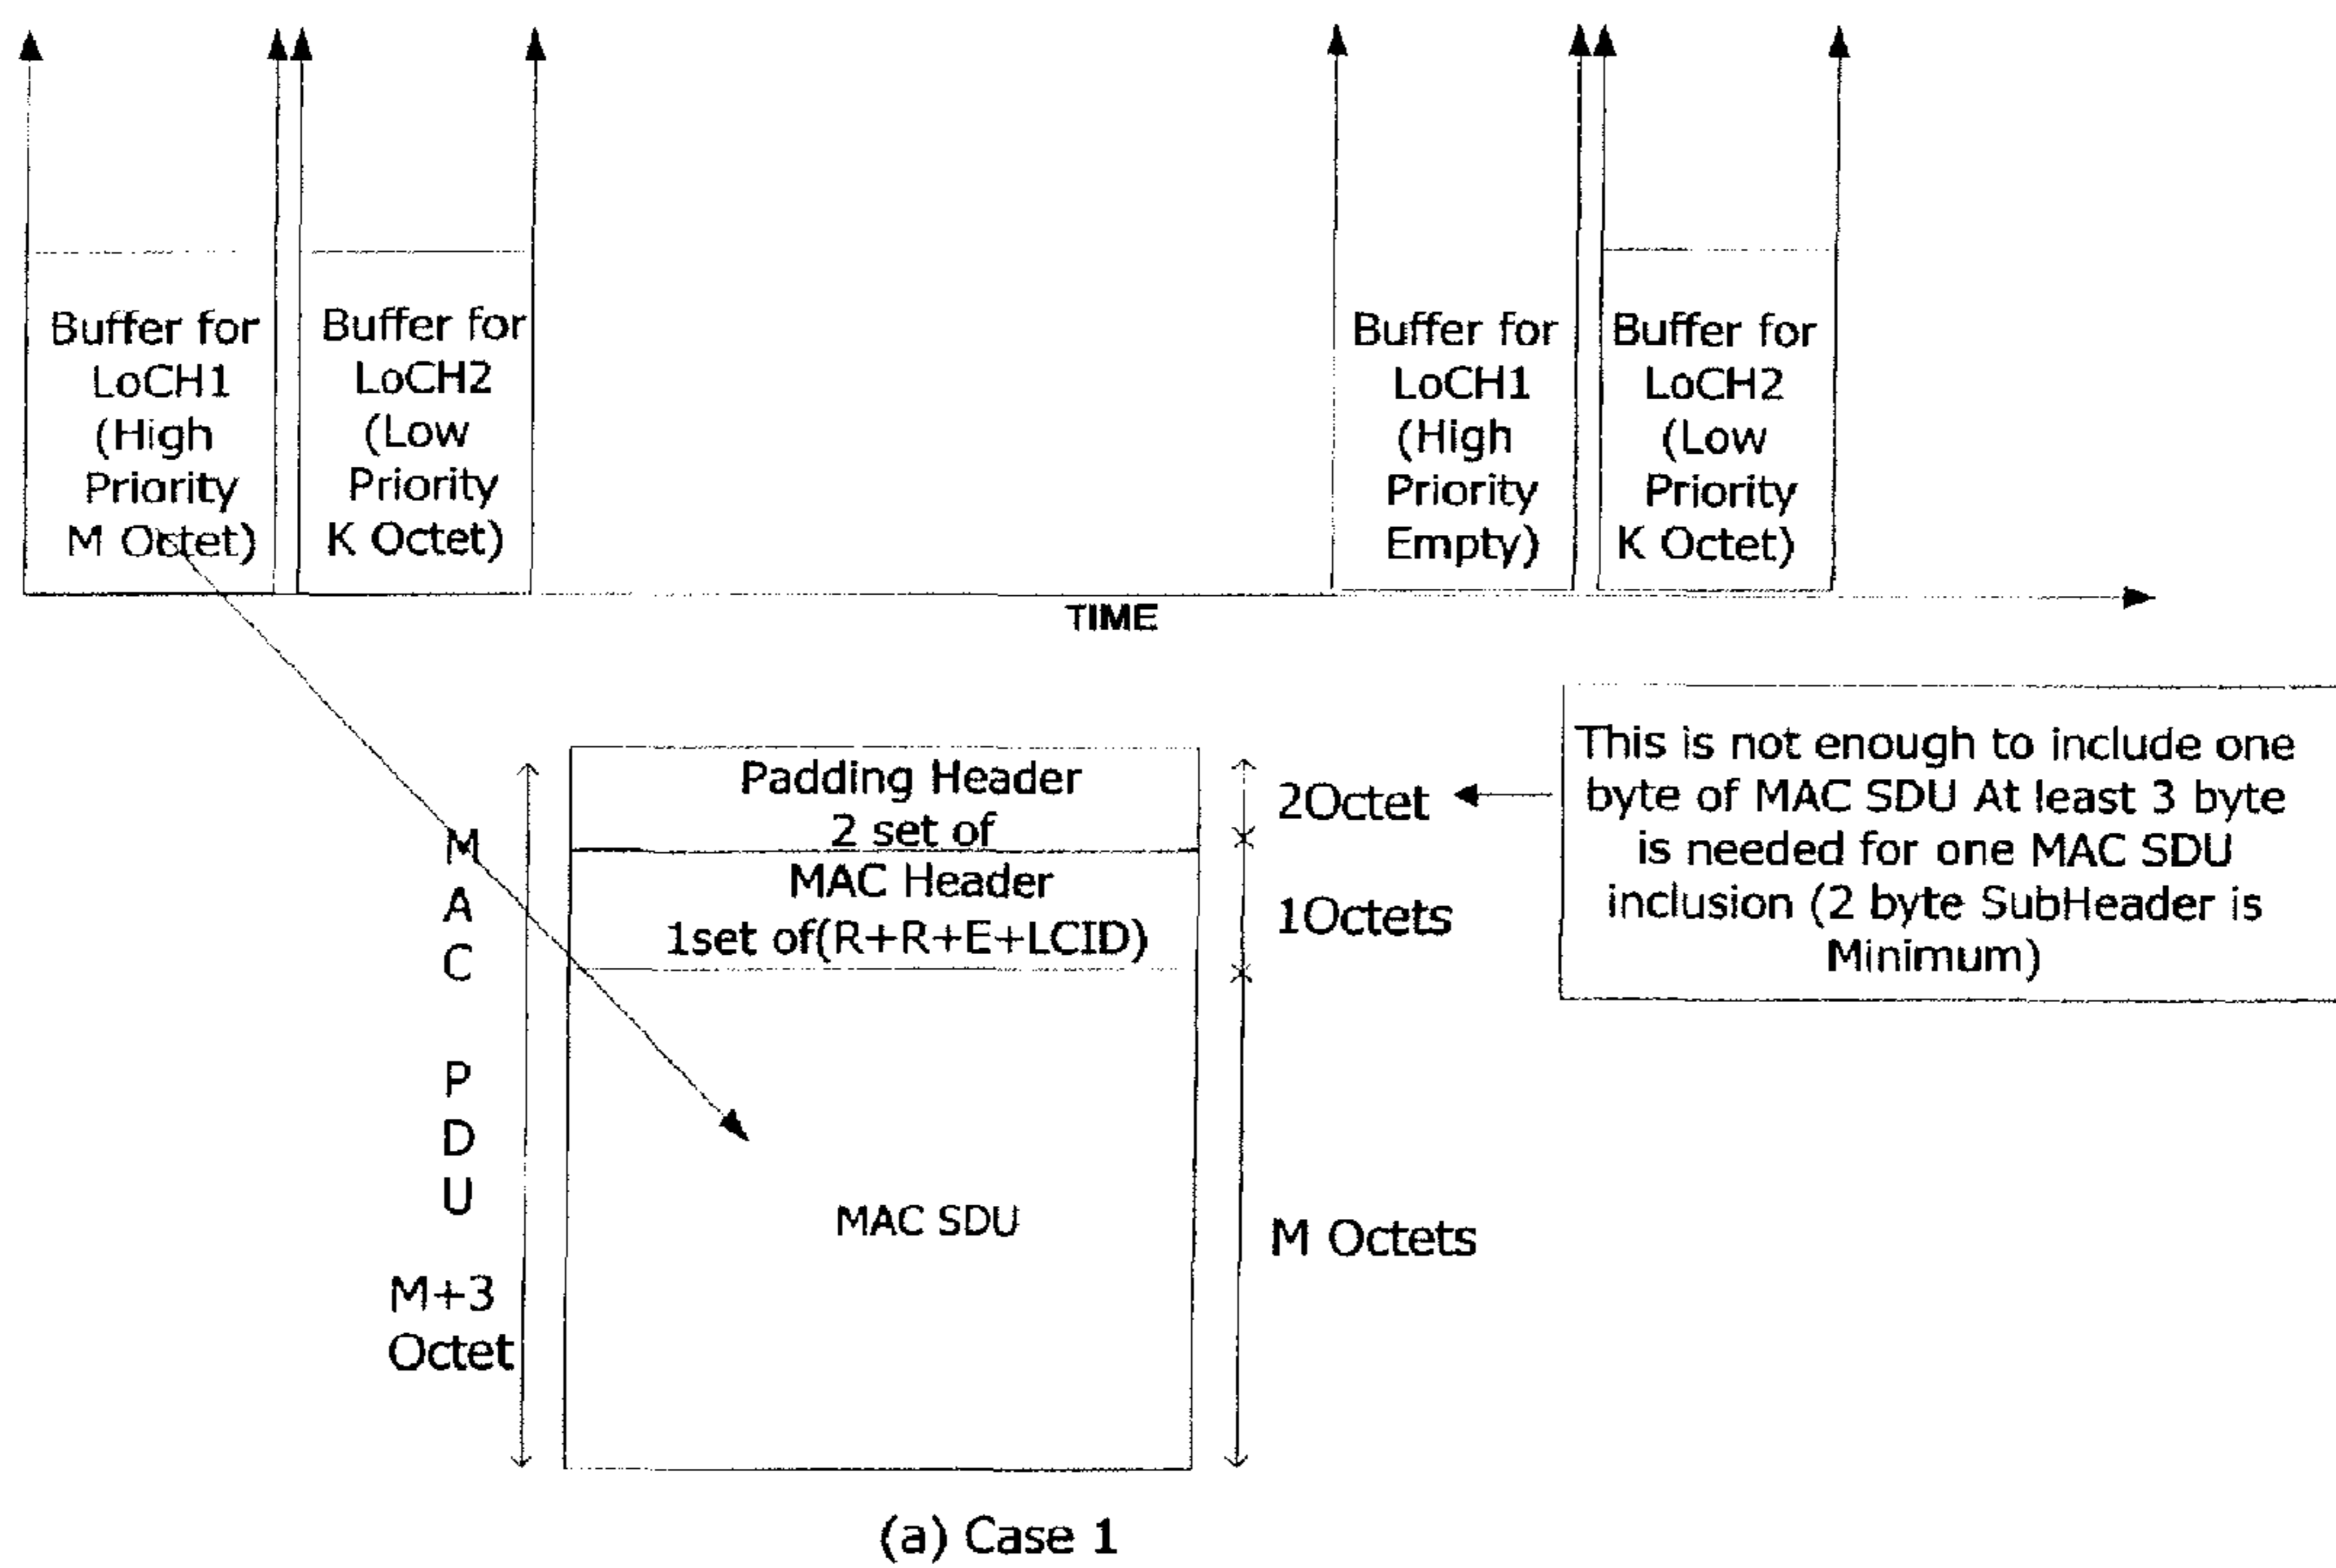 Buffer for
LoCH1
(High
Priority
M Octet)
Buffer for
LoCH2
(Low
Priority
K Octet)
Buffer for
LoCH1
(High
Priority
Empty)
Buffer for
LoCH2
(Low
Priority
K Octet)
TIME
Padding Header
2 set of
MAC Header
1set of(R+R+E+LCID)
MAC SDU
M
A
C
P
D
U
M+3
Octet
2Octet
1Octets
M Octets
This is not enough to include one
byte of MAC SDU At least 3 byte
is needed for one MAC SDU
inclusion (2 byte SubHeader is
Minimum)
(a) Case 1